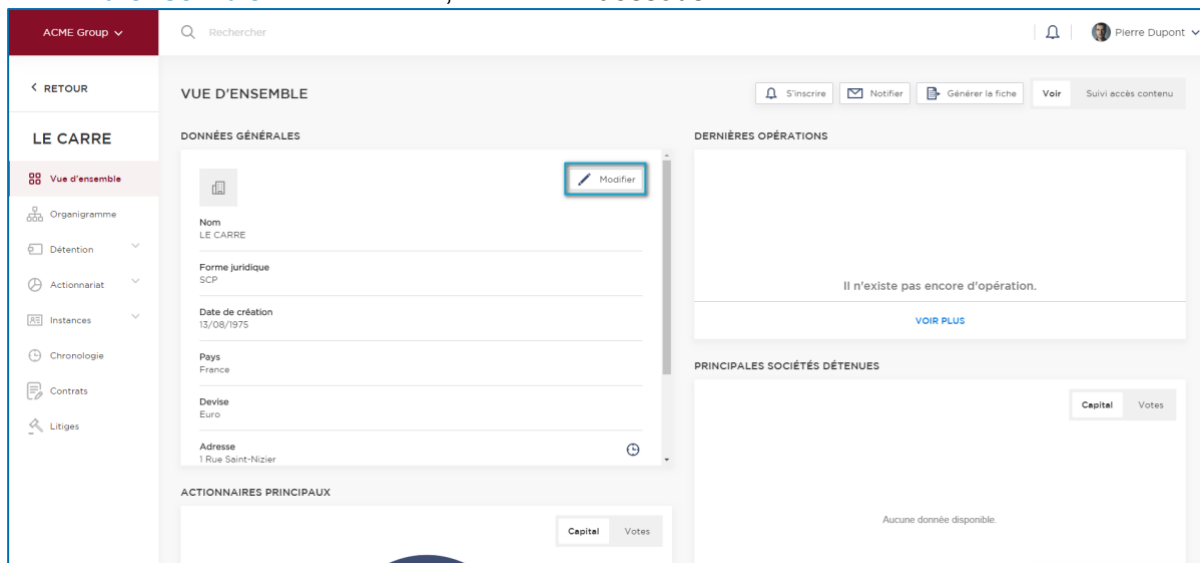 ACME Group
Rechercher
Pierre Dupont
RETOUR
VUE D'ENSEMBLE
S'inscrire
Notifier
Générer la fiche
Voir
Suivi accès contenu
LE CARRE
Vue d'ensemble
Organigramme
Détention
Actionnariat
Instances
Chronologie
Contrats
Litiges
DONNÉES GÉNÉRALES
Modifier
Nom
LE CARRE
Forme juridique
SCP
Date de création
13/08/1975
Pays
France
Devise
Euro
Adresse
1 Rue Saint-Nizier
ACTIONNAIRES PRINCIPAUX
Capital
Votes
DERNIÈRES OPÉRATIONS
Il n'existe pas encore d'opération.
VOIR PLUS
PRINCIPALES SOCIÉTÉS DÉTENUES
Capital
Votes
Aucune donnée disponible.